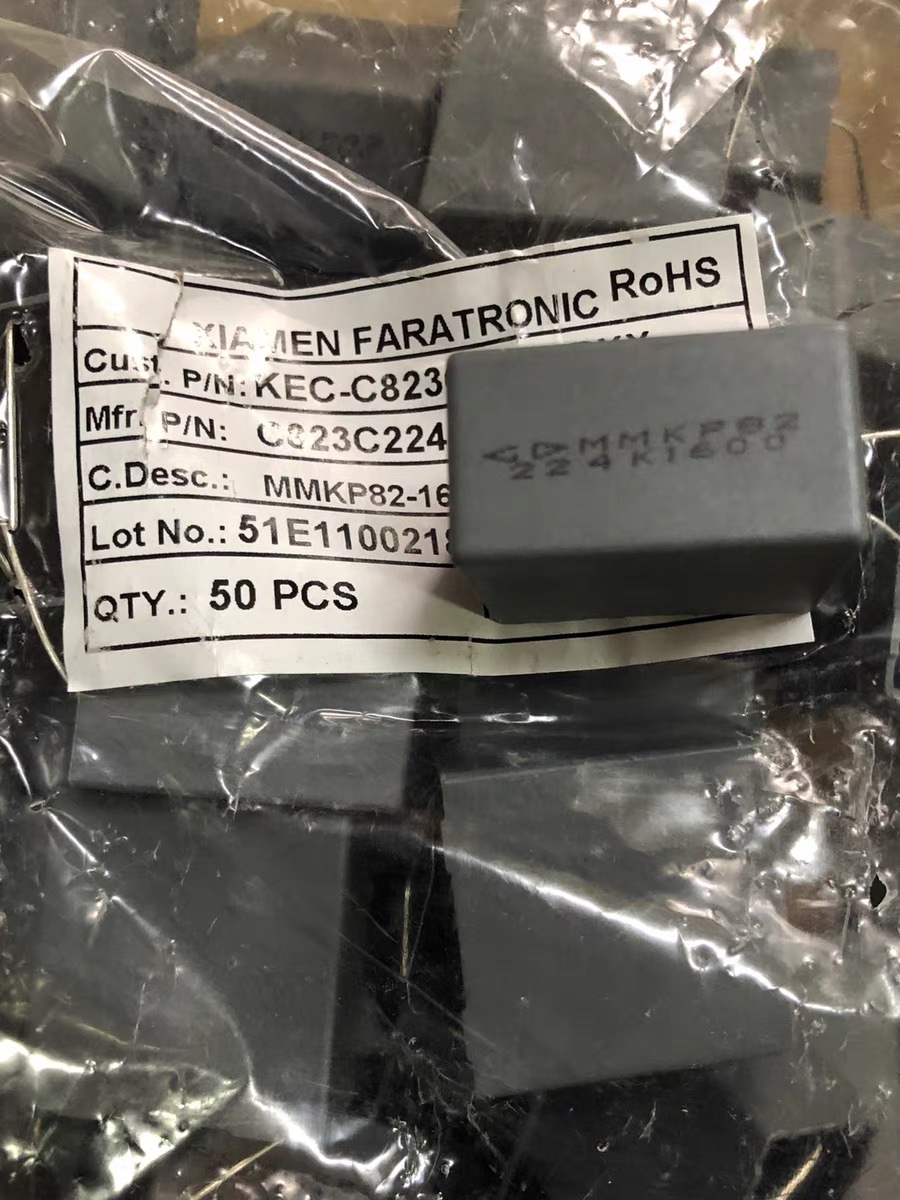 XIAMEN FARATRONIC RoHS
Cust. P/N: KEC-C823
Mfr. P/N: C823C224
C.Desc.: MMKP82-16
Lot No.: 51E110021
QTY.: 50 PCS
MMKP82
224K1600